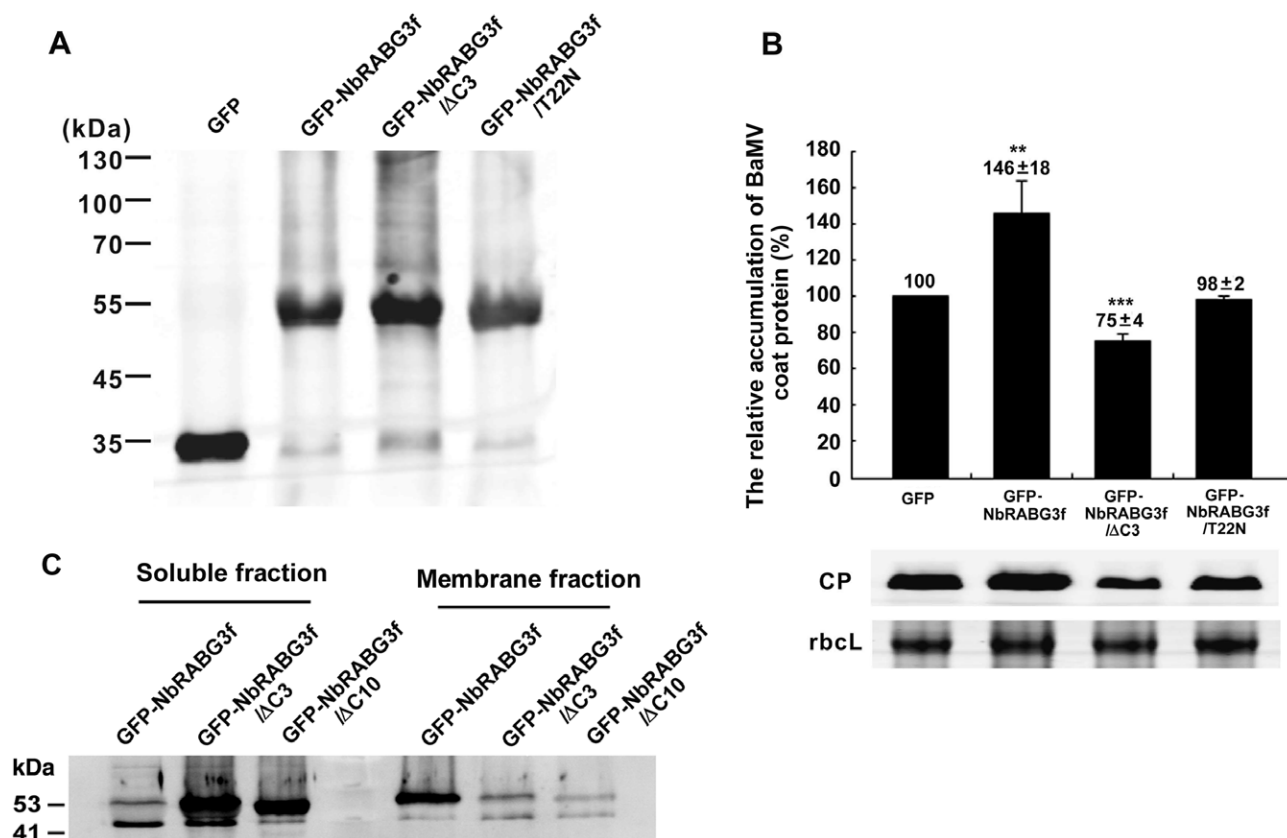 A
(kDa)
GFP
GFP-NbRABG3f
GFP-NbRABG3f
/ΔC3
GFP-NbRABG3f
/T22N
130
100
70
55
45
35
B
The relative accumulation of BaMV
coat protein (%)
180
160
140
120
100
80
60
40
20
0
100
**
146±18
***
75±4
98±2
GFP
GFP-
NbRABG3f
GFP-
NbRABG3f
/ΔC3
GFP-
NbRABG3f
/T22N
CP
rbcL
C
Soluble fraction
Membrane fraction
GFP-NbRABG3f
GFP-NbRABG3f
/ΔC3
GFP-NbRABG3f
/ΔC10
GFP-NbRABG3f
GFP-NbRABG3f
/ΔC3
GFP-NbRABG3f
/ΔC10
kDa
53
41